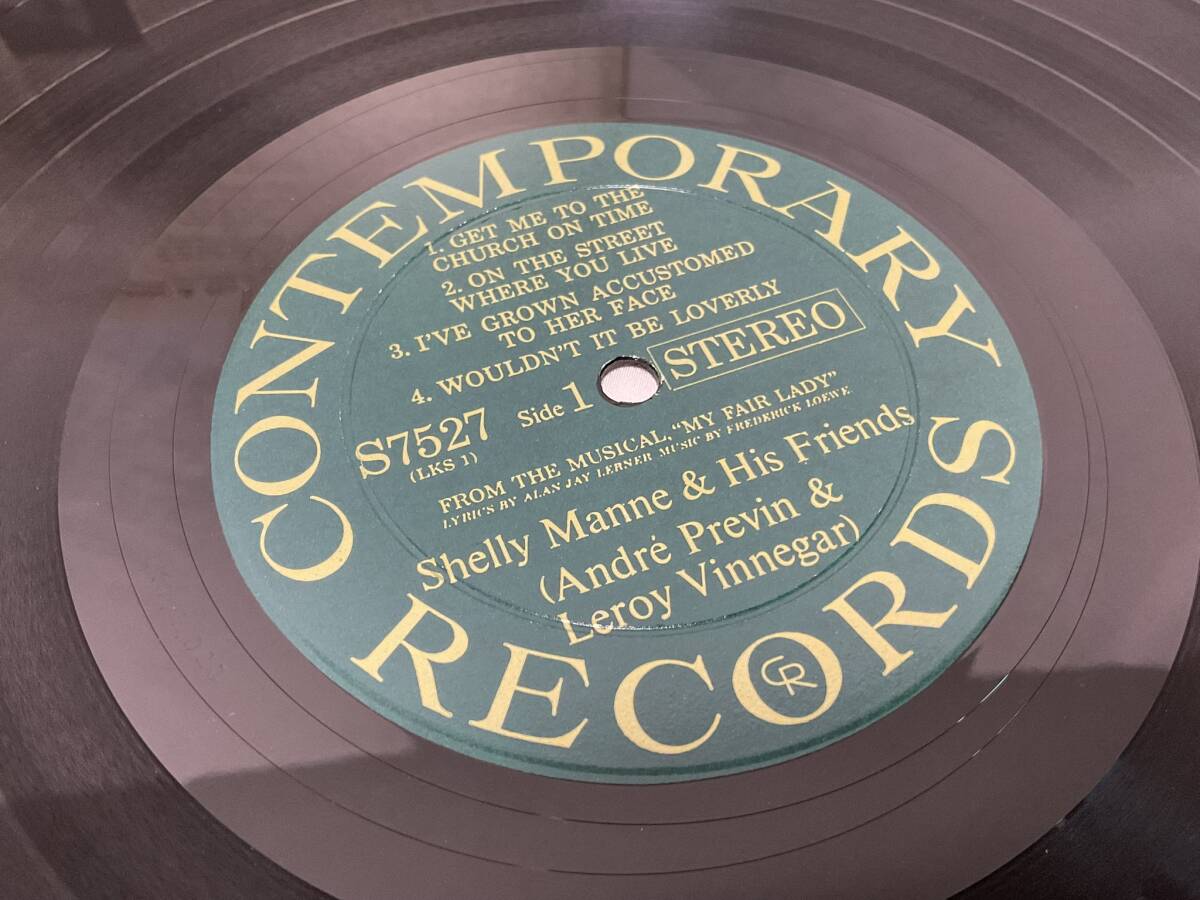 CONTEMPORARY
1. GET ME TO THE
CHURCH ON TIME
2. ON THE STREET
WHERE YOU LIVE
3. I'VE GROWN ACCUSTOMED
TO HER FACE
4. WOULDN'T IT BE LOVERLY
S7527 Side 1 STEREO
(LKS 1)
FROM THE MUSICAL, "MY FAIR LADY"
LYRICS BY ALAN JAY LERNER MUSIC BY FREDERICK LOEWE
Shelly Manne & His Friends
(André Previn &
Leroy Vinnegar)
RECORDS
CR